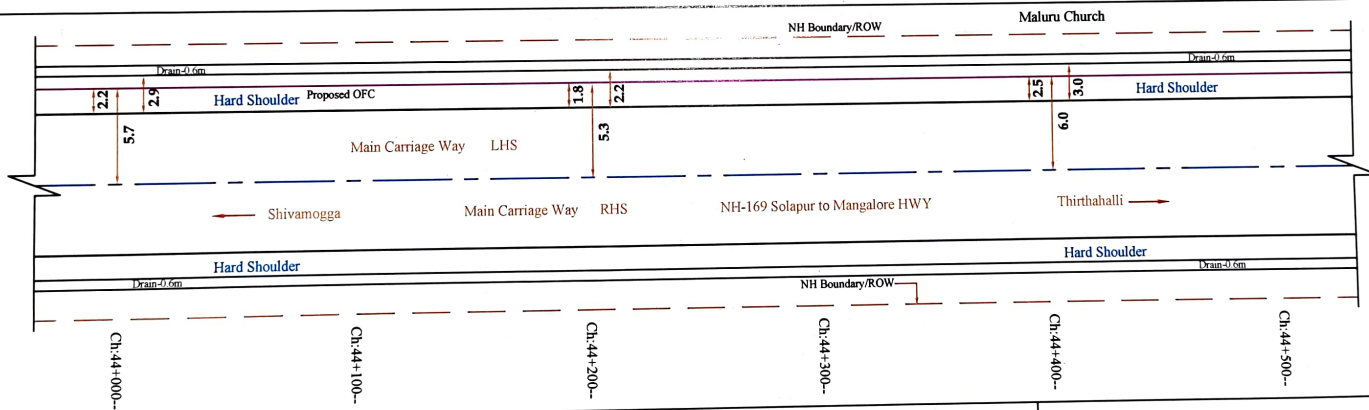 NH Boundary/ROW
Maluru Church
Drain-0.6m
Drain-0.6m
2.2
2.9
Hard Shoulder
Proposed OFC
1.8
2.2
2.5
3.0
Hard Shoulder
5.7
5.3
6.0
Main Carriage Way LHS
Shivamogga
Main Carriage Way RHS
NH-169 Solapur to Mangalore HWY
Thirthahalli
Hard Shoulder
Hard Shoulder
Drain-0.6m
Drain-0.6m
NH Boundary/ROW
Ch:44+000--
Ch:44+100--
Ch:44+200--
Ch:44+300--
Ch:44+400--
Ch:44+500--